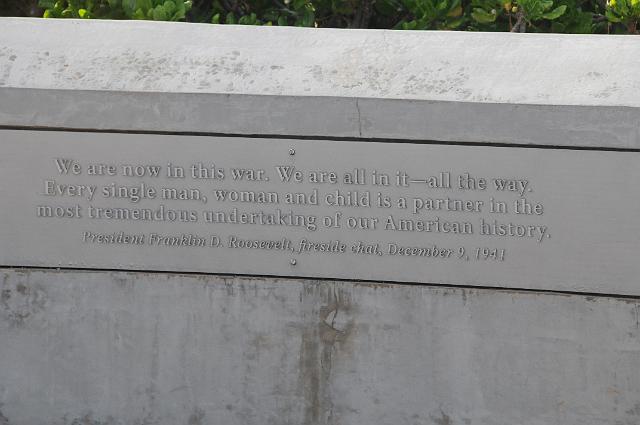 We are now in this war. We are all in it—all the way.
Every single man, woman and child is a partner in the
most tremendous undertaking of our American history.
President Franklin D. Roosevelt, fireside chat, December 9, 1941